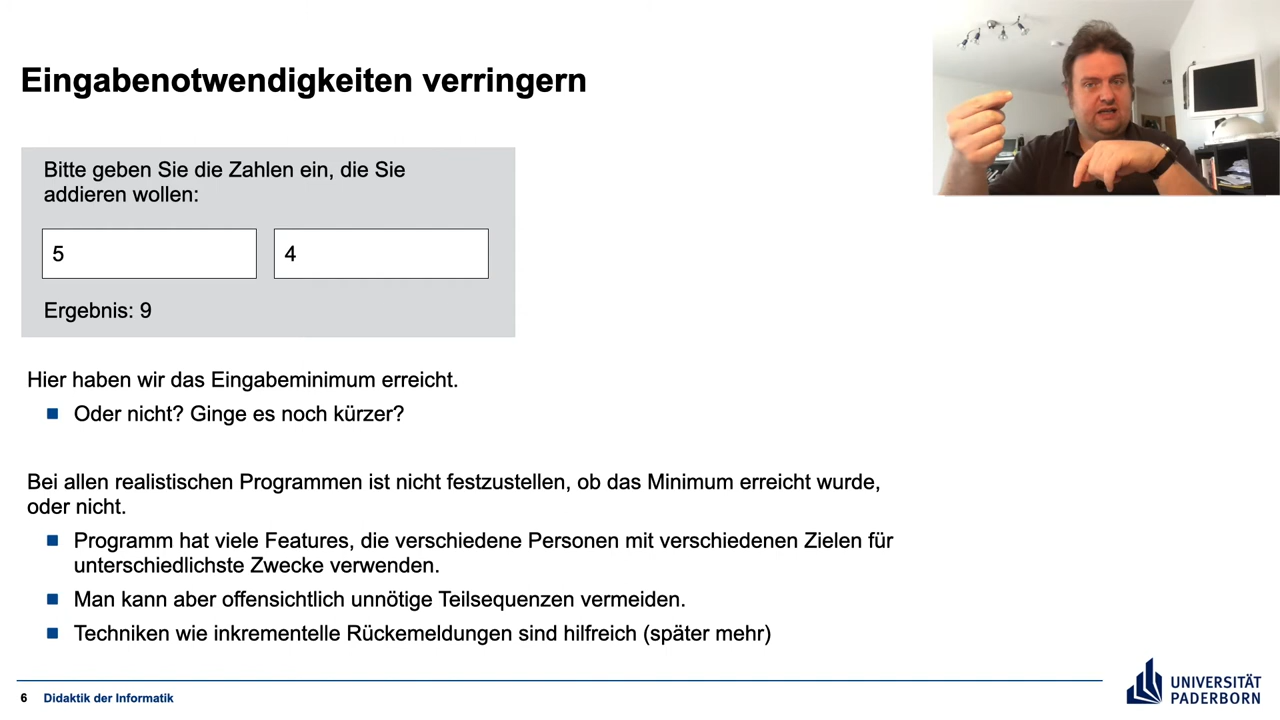 Eingabenotwendigkeiten verringern
Bitte geben Sie die Zahlen ein, die Sie
addieren wollen:
5
4
Ergebnis: 9
Hier haben wir das Eingabeminimum erreicht.
Oder nicht? Ginge es noch kürzer?
Bei allen realistischen Programmen ist nicht festzustellen, ob das Minimum erreicht wurde,
oder nicht.
Programm hat viele Features, die verschiedene Personen mit verschiedenen Zielen für
unterschiedlichste Zwecke verwenden.
Man kann aber offensichtlich unnötige Teilsequenzen vermeiden.
Techniken wie inkrementelle Rückemeldungen sind hilfreich (später mehr)
6 Didaktik der Informatik
UNIVERSITÄT
PADERBORN